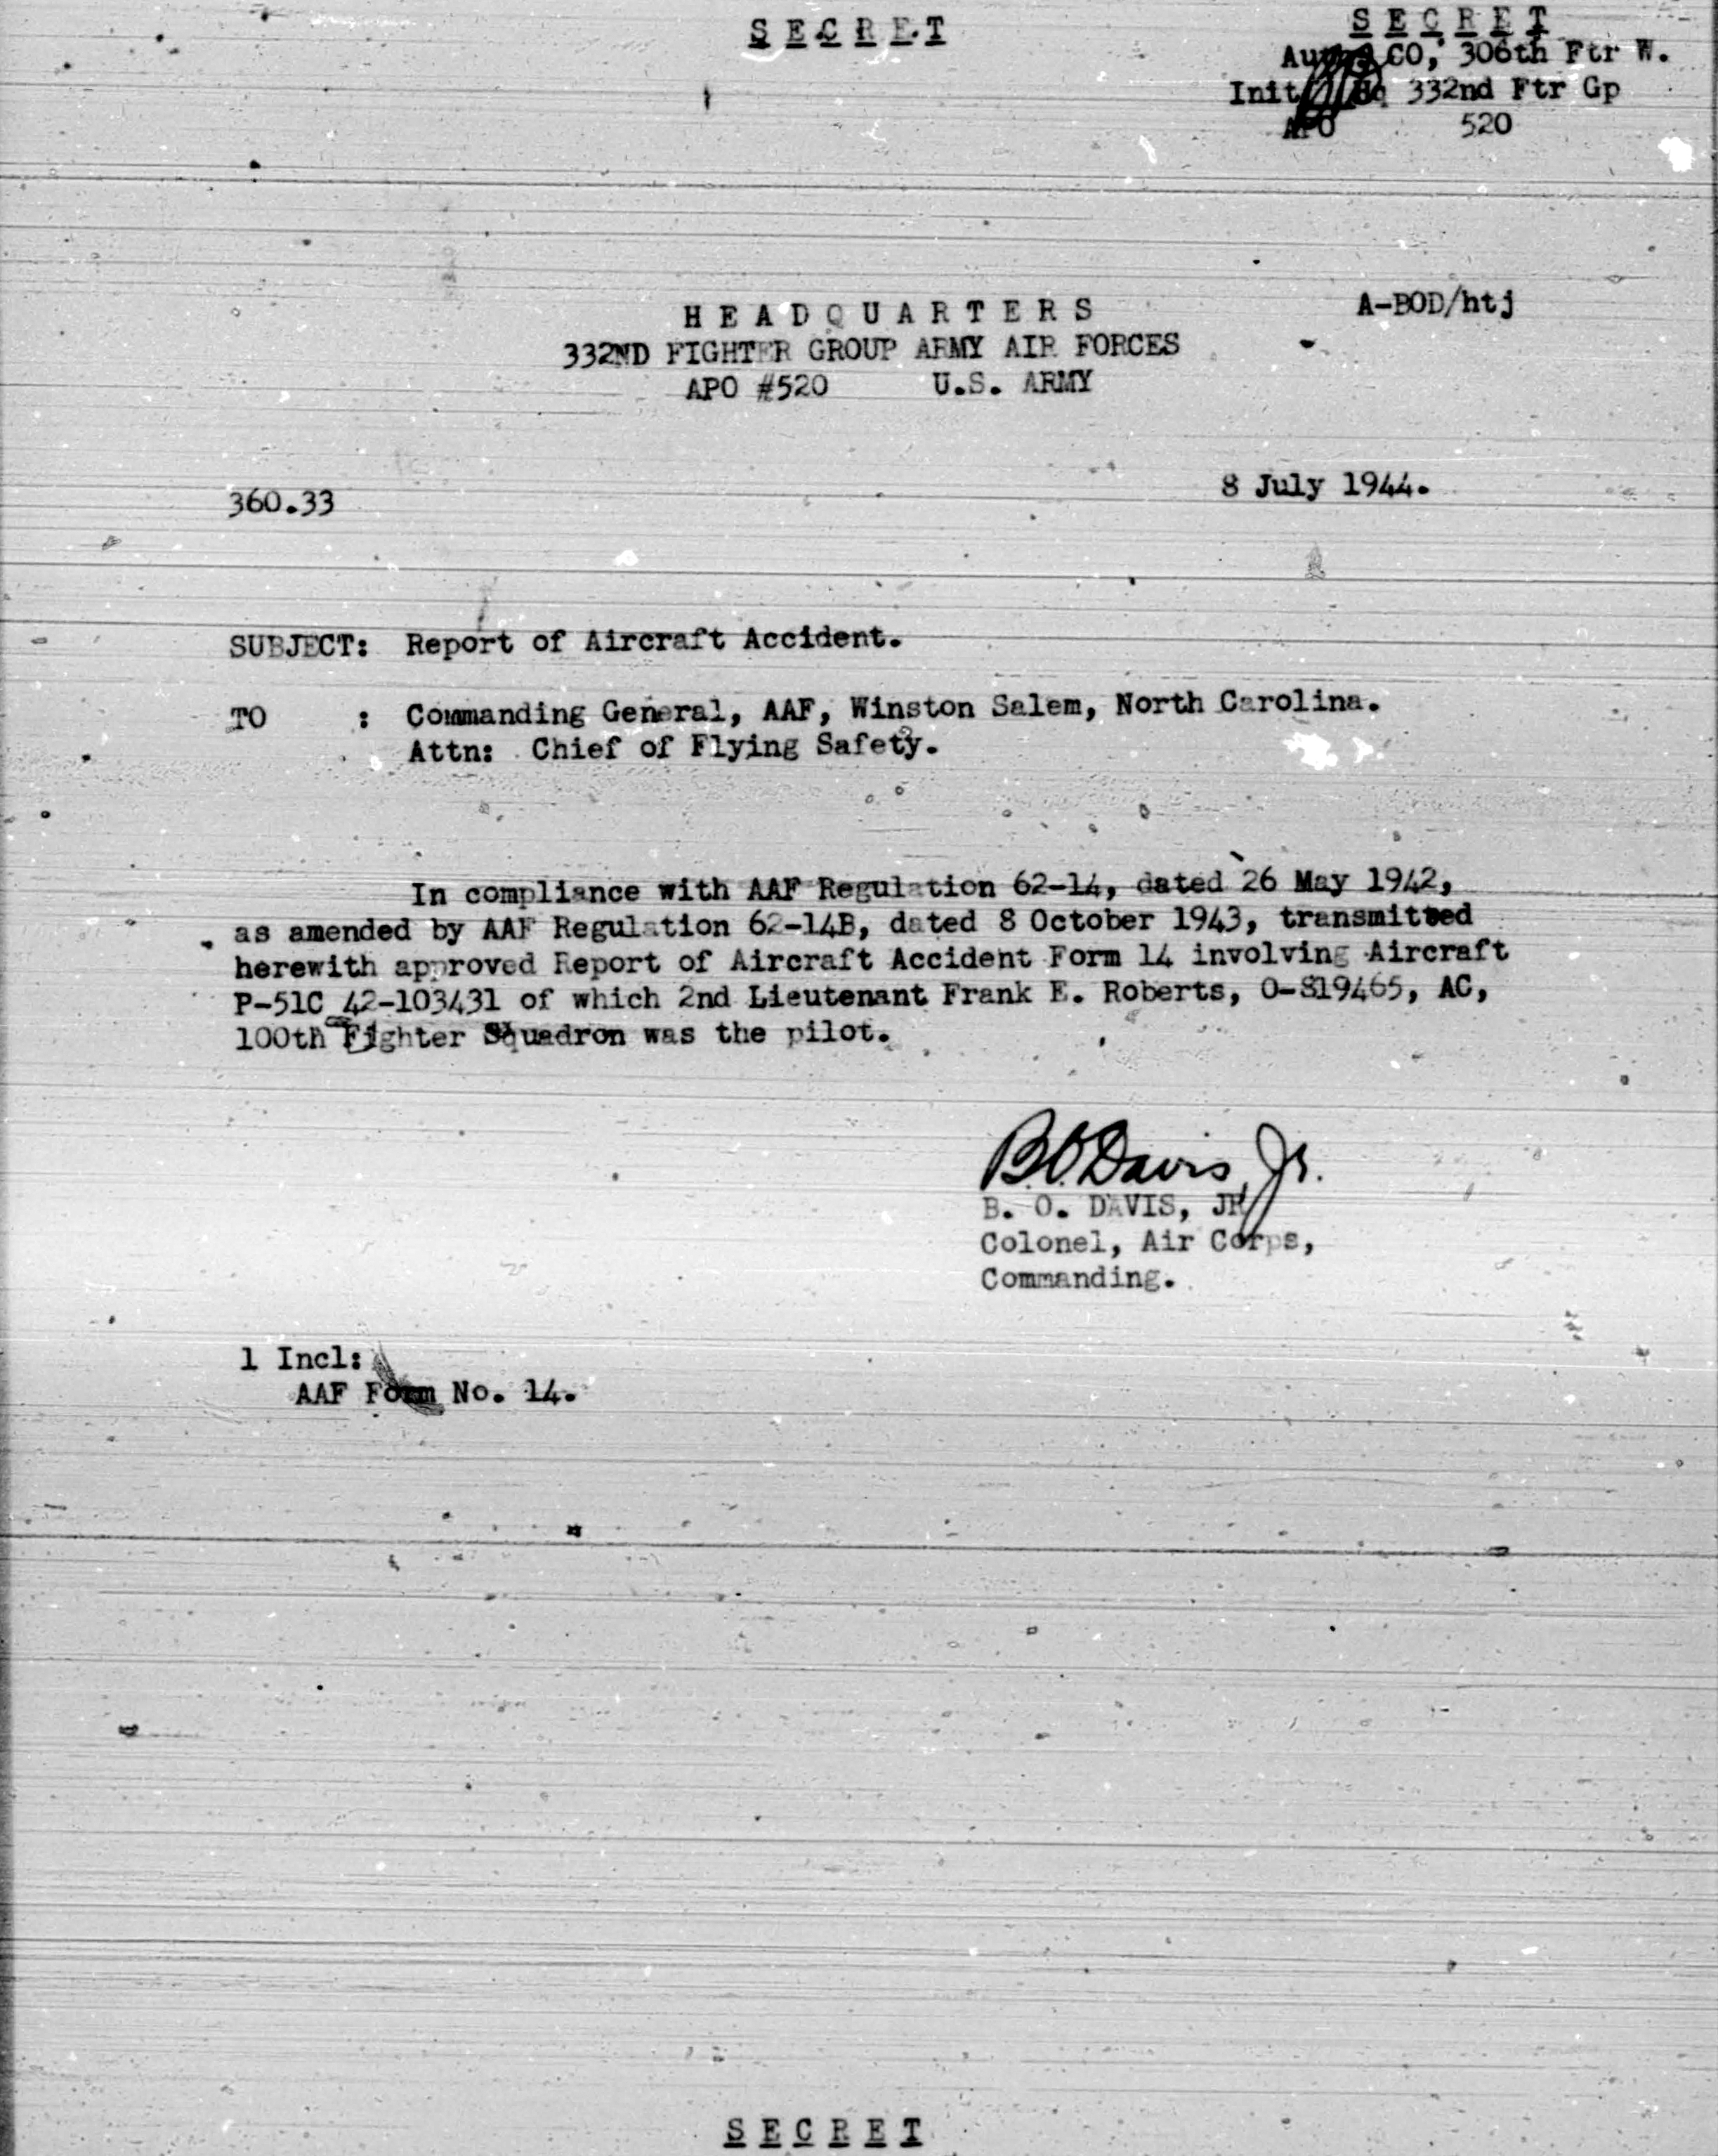 S E C R E T
S E C R E T
CO, 306th Ftr W.
Init 332nd Ftr Gp
APO 520
A-BOD/htj
H E A D Q U A R T E R S
332ND FIGHTER GROUP ARMY AIR FORCES
APO #520 U.S. ARMY
360.33
8 July 1944.
SUBJECT: Report of Aircraft Accident.
TO : Commanding General, AAF, Winston Salem, North Carolina.
Attn: Chief of Flying Safety.
In compliance with AAF Regulation 62-14, dated 26 May 1942,
as amended by AAF Regulation 62-14B, dated 8 October 1943, transmitted
herewith approved Report of Aircraft Accident Form 14 involving Aircraft
P-51C 42-103431 of which 2nd Lieutenant Frank E. Roberts, O-819465, AC,
100th Fighter Squadron was the pilot.
B.O. Davis, Jr.
B. O. DAVIS, JR
Colonel, Air Corps,
Commanding.
1 Incl:
AAF Form No. 14.
S E C R E T